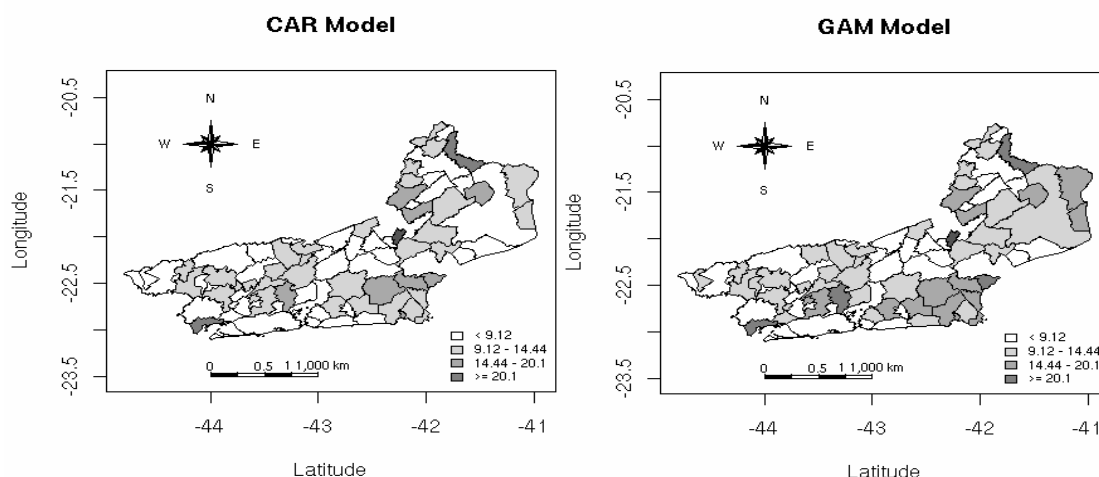 CAR Model
-20.5
-21.5
-22.5
-23.5
Longitude
N
W
E
S
< 9.12
9.12 - 14.44
14.44 - 20.1
>= 20.1
0 0.5 1 1,000 km
-44 -43 -42 -41
Latitude
GAM Model
-20.5
-21.5
-22.5
-23.5
Longitude
N
W
E
S
< 9.12
9.12 - 14.44
14.44 - 20.1
>= 20.1
0 0.5 1 1,000 km
-44 -43 -42 -41
Latitude